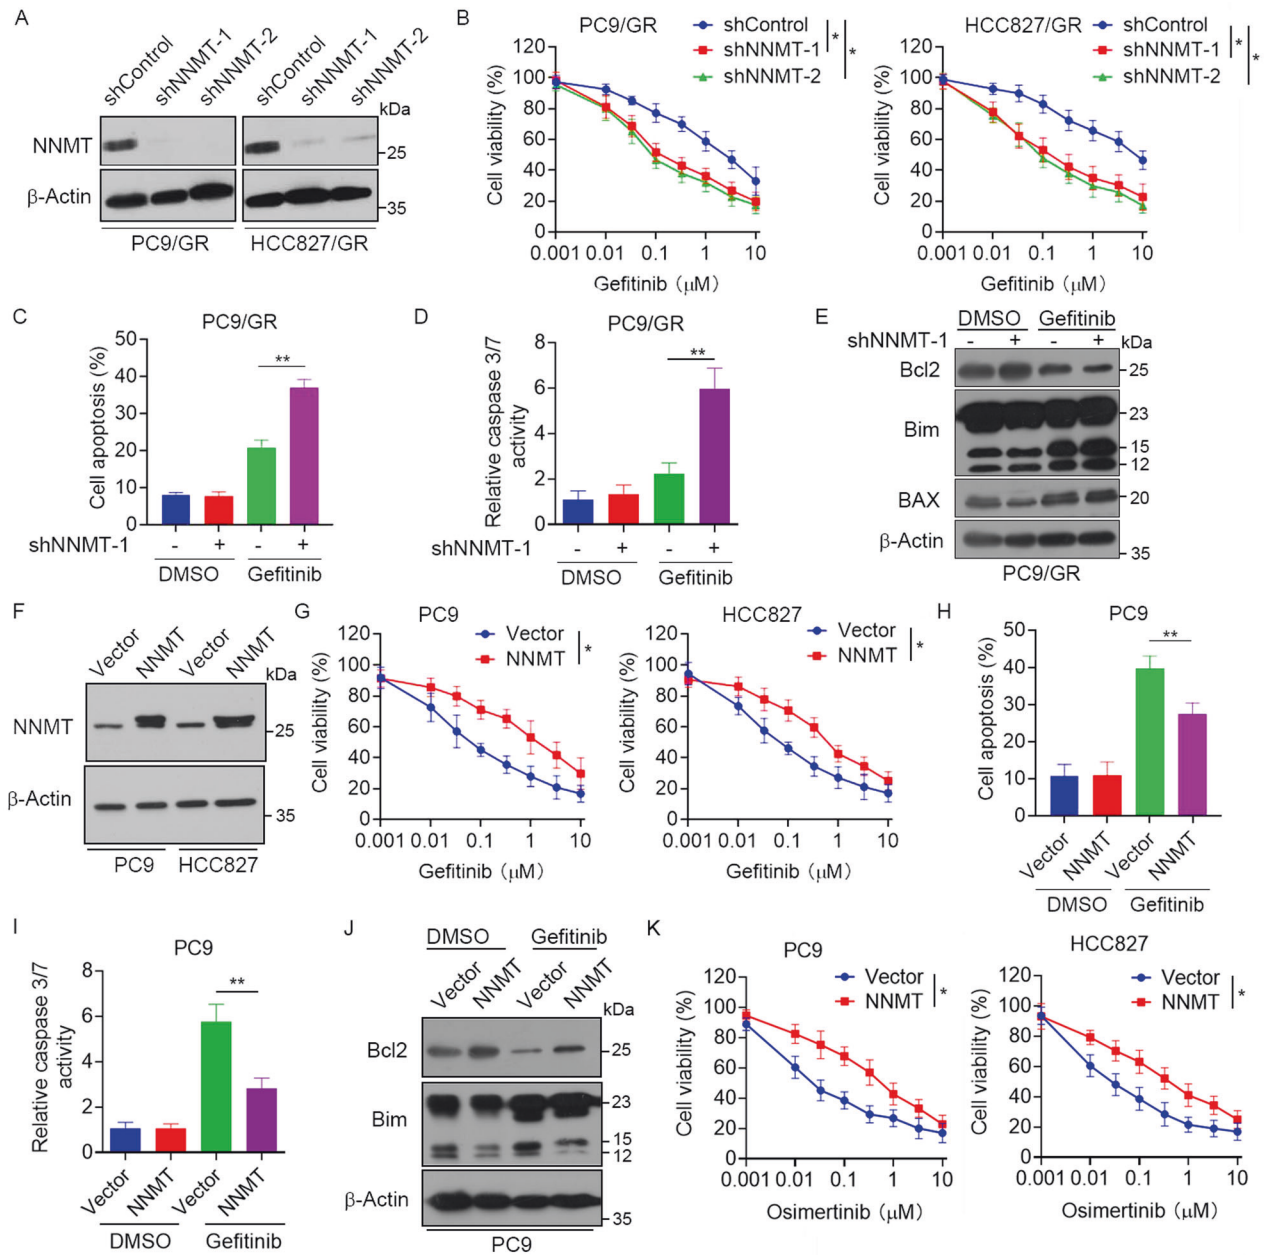 A
shControl
shNNMT-1
shNNMT-2
shControl
shNNMT-1
shNNMT-2
kDa
NNMT
25
β-Actin
35
PC9/GR
HCC827/GR
B
PC9/GR
shControl
shNNMT-1
shNNMT-2
*
*
Cell viability (%)
120
100
80
60
40
20
0
0.001 0.01 0.1 1 10
Gefitinib (μM)
HCC827/GR
shControl
shNNMT-1
shNNMT-2
*
*
Cell viability (%)
120
100
80
60
40
20
0
0.001 0.01 0.1 1 10
Gefitinib (μM)
C
PC9/GR
Cell apoptosis (%)
50
40
30
20
10
0
**
shNNMT-1 - + - +
DMSO Gefitinib
D
PC9/GR
Relative caspase 3/7
activity
8
6
4
2
0
**
shNNMT-1 - + - +
DMSO Gefitinib
E
DMSO Gefitinib
shNNMT-1 - + - + kDa
Bcl2
25
Bim
23
15
12
BAX
20
β-Actin
35
PC9/GR
F
Vector
NNMT
Vector
NNMT
kDa
NNMT
25
β-Actin
35
PC9 HCC827
G
PC9
Vector
NNMT
*
Cell viability (%)
120
100
80
60
40
20
0
0.001 0.01 0.1 1 10
Gefitinib (μM)
HCC827
Vector
NNMT
*
Cell viability (%)
120
100
80
60
40
20
0
0.001 0.01 0.1 1 10
Gefitinib (μM)
H
PC9
Cell apoptosis (%)
50
40
30
20
10
0
**
Vector
NNMT
Vector
NNMT
DMSO Gefitinib
I
PC9
Relative caspase 3/7
activity
8
6
4
2
0
**
Vector
NNMT
Vector
NNMT
DMSO Gefitinib
J
DMSO Gefitinib
Vector
NNMT
Vector
NNMT
kDa
Bcl2
25
Bim
23
15
12
β-Actin
35
PC9
K
PC9
Vector
NNMT
*
Cell viability (%)
120
100
80
60
40
20
0
0.001 0.01 0.1 1 10
Osimertinib (μM)
HCC827
Vector
NNMT
*
Cell viability (%)
120
100
80
60
40
20
0
0.001 0.01 0.1 1 10
Osimertinib (μM)